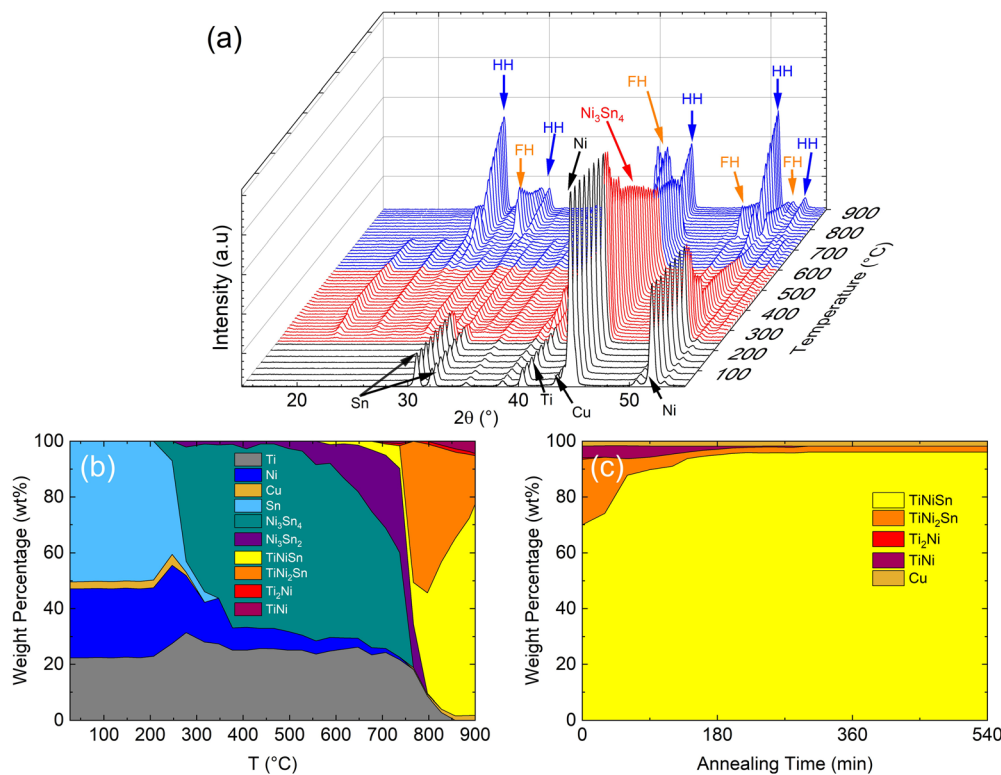 (a)
HH
HH
FH
Ni
Ni₃Sn₄
FH
HH
HH
FH
FH
HH
Intensity (a.u)
900
800
700
600
500
400
300
200
100
Temperature (°C)
Sn
Ti
Cu
Ni
20
30
40
50
2θ (°)
(b)
100
80
60
40
20
0
Weight Percentage (wt%)
Ti
Ni
Cu
Sn
Ni₃Sn₄
Ni₃Sn₂
TiNiSn
TiNi₂Sn
Ti₂Ni
TiNi
100 200 300 400 500 600 700 800 900
T (°C)
(c)
100
80
60
40
20
0
Weight Percentage (wt%)
TiNiSn
TiNi₂Sn
Ti₂Ni
TiNi
Cu
0 180 360 540
Annealing Time (min)